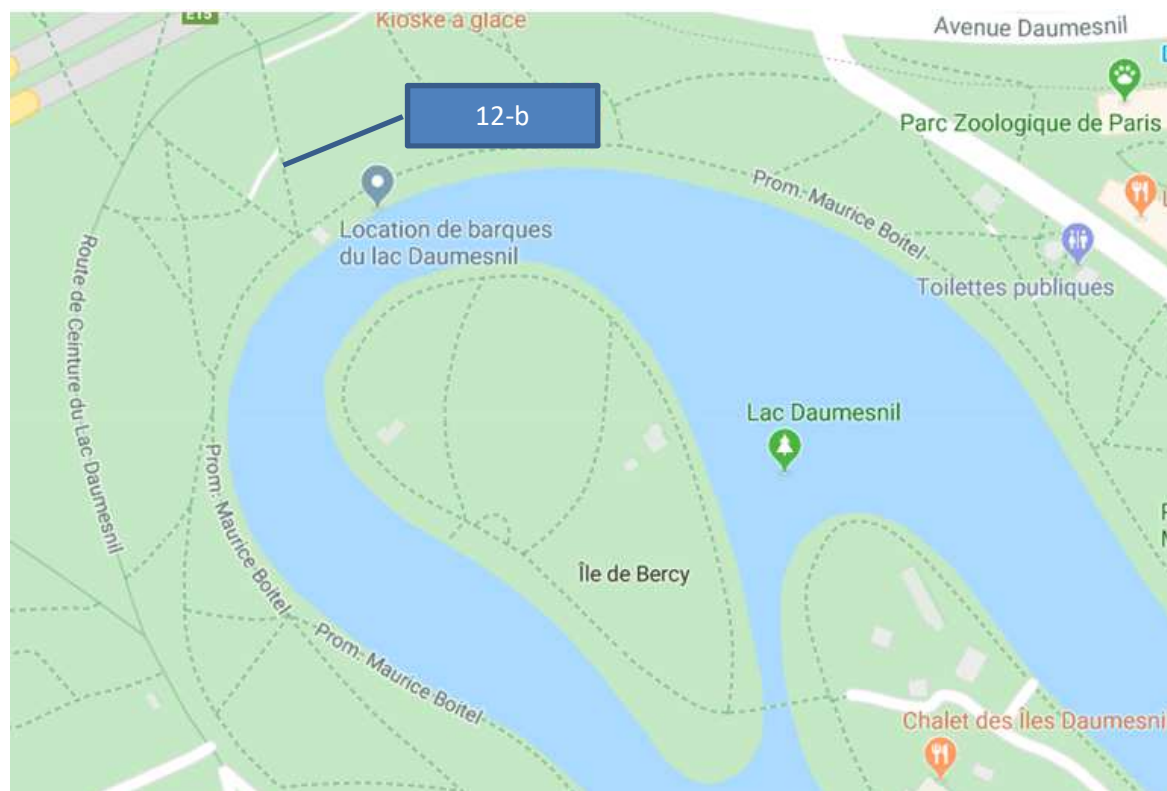 E15
Kioske à glace
Avenue Daumesnil
12-b
Parc Zoologique de Paris
Prom. Maurice Boitel
Location de barques
du lac Daumesnil
Toilettes publiques
Route de Ceinture du Lac Daumesnil
Lac Daumesnil
Prom. Maurice Boitel
Île de Bercy
Prom. Maurice Boitel
Chalet des Îles Daumesni